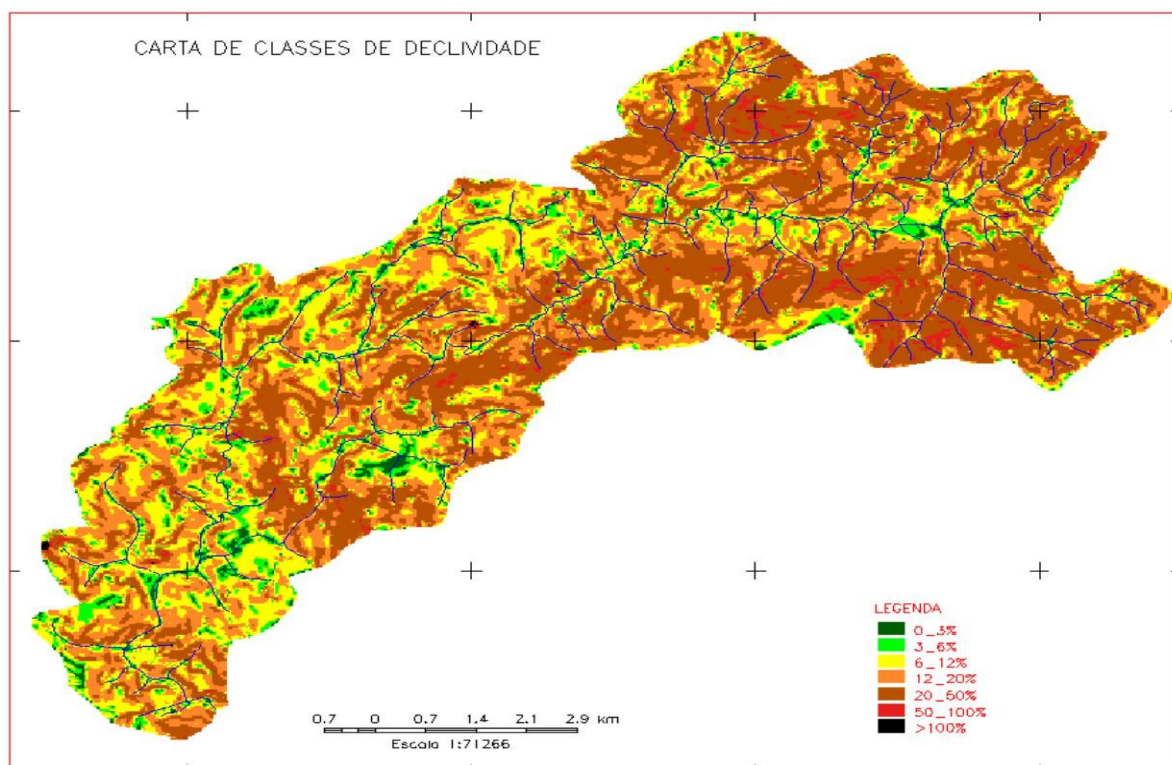 CARTA DE CLASSES DE DECLIVIDADE
LEGENDA
0_3%
3_6%
6_12%
12_20%
20_50%
50_100%
>100%
0.7 0 0.7 1.4 2.1 2.9 km
Escala 1:71266